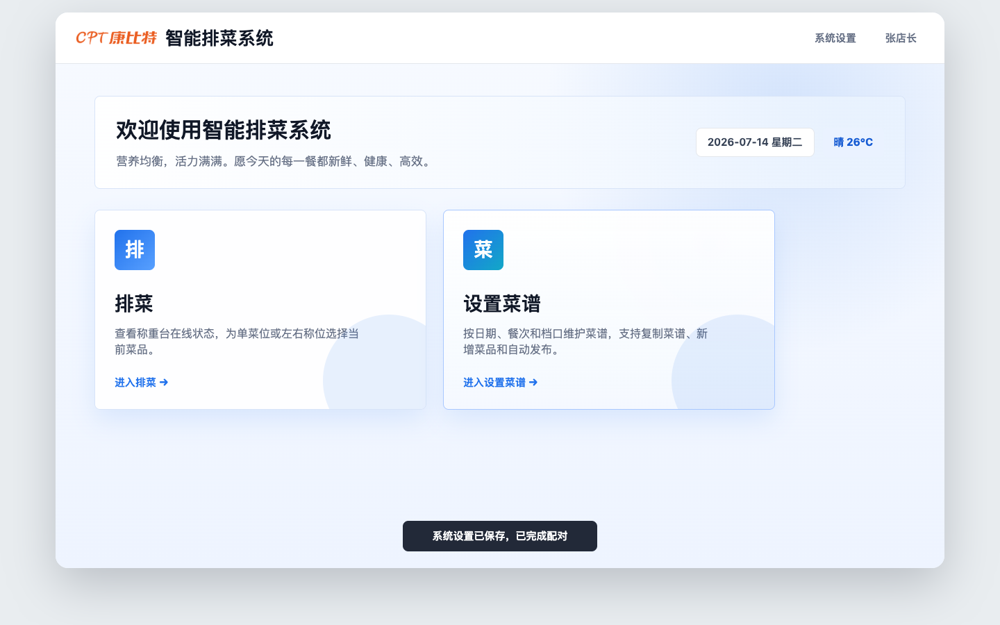 CPT 康比特 智能排菜系统
系统设置
张店长
欢迎使用智能排菜系统
营养均衡，活力满满。愿今天的每一餐都新鲜、健康、高效。
2026-07-14 星期二
晴 26°C
排
排菜
查看称重台在线状态，为单菜位或左右称位选择当
前菜品。
进入排菜 →
菜
设置菜谱
按日期、餐次和档口维护菜谱，支持复制菜谱、新
增菜品和自动发布。
进入设置菜谱 →
系统设置已保存，已完成配对